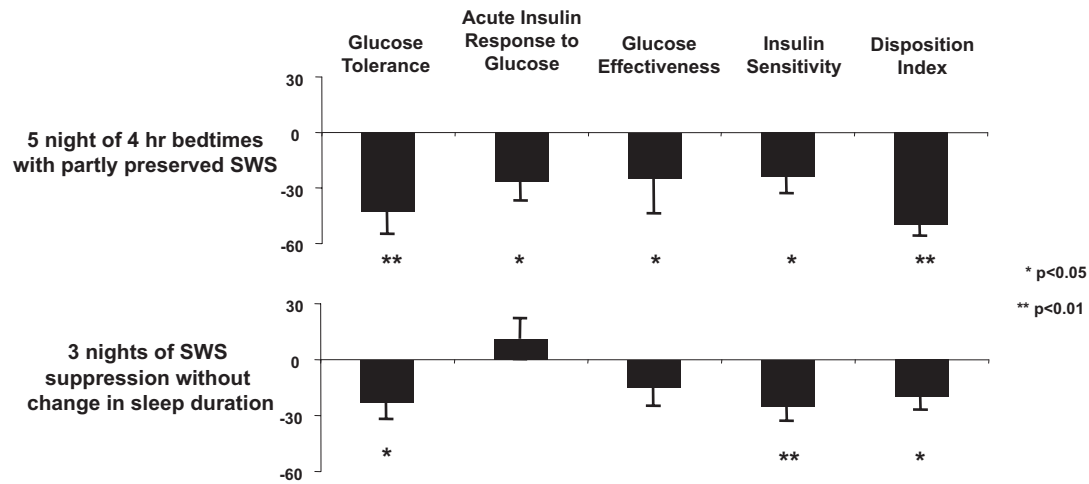 Glucose
Tolerance
Acute Insulin
Response to
Glucose
Glucose
Effectiveness
Insulin
Sensitivity
Disposition
Index
5 night of 4 hr bedtimes
with partly preserved SWS
30
0
-30
-60
** * * * **
* p<0.05
** p<0.01
3 nights of SWS
suppression without
change in sleep duration
30
0
-30
-60
* ** *